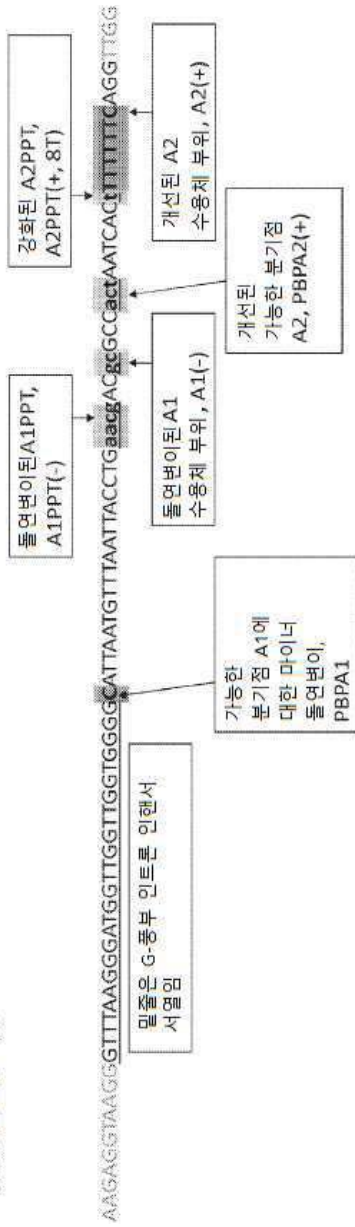 돌연변이된 A1PPT,
A1PPT(-)
강화된 A2PPT,
A2PPT(+, 8T)
AAGAGGTAAGGGTTTAAGGGATGGTTGGTTGGTGGGGCATTAATGTTTAATTACCTGaacgACgcGCCactAATCACtTTTTTTTCAGGTTGG
밑줄은 G-풍부 인트론 인핸서
서열임
가능한
분기점 A1에
대한 마이너
돌연변이,
PBPA1
돌연변이된 A1
수용체 부위, A1(-)
개선된
가능한 분기점
A2, PBPA2(+)
개선된 A2
수용체 부위, A2(+)